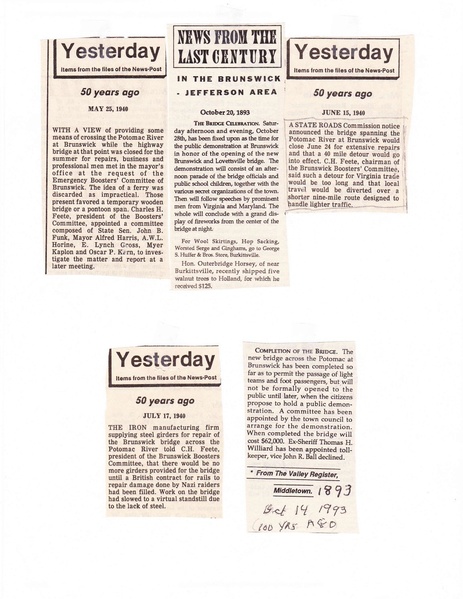 Yesterday
Items from the files of the News-Post
50 years ago
MAY 25, 1940
WITH A VIEW of providing some
means of crossing the Potomac River
at Brunswick while the highway
bridge at that point was closed for the
summer for repairs, business and
professional men met in the mayor's
office at the request of the
Emergency Boosters' Committee of
Brunswick. The idea of a ferry was
discarded as impractical. Those
present favored a temporary wooden
bridge or a pontoon span. Charles H.
Feete, president of the Boosters'
Committee, appointed a committee
composed of State Sen. John B.
Funk, Mayor Alfred Harris, A.W.L.
Horine, E. Lynch Gross, Myer
Kaplon and Oscar P. Karn, to inves-
tigate the matter and report at a
later meeting.
NEWS FROM THE
LAST CENTURY
IN THE BRUNSWICK
- JEFFERSON AREA
October 20, 1893
THE BRIDGE CELEBRATION. Satur-
day afternoon and evening, October
28th, has been fixed upon as the time for
the public demonstration at Brunswick
in honor of the opening of the new
Brunswick and Lovettsville bridge. The
demonstration will consist of an after-
noon parade of the bridge officials and
public school children, together with the
various secret organizations of the town.
Then will follow speeches by prominent
men from Virginia and Maryland. The
whole will conclude with a grand dis-
play of fireworks from the center of the
bridge at night.
For Wool Skirtings, Hop Sacking,
Worsted Serge and Ginghams, go to George
S. Huffer & Bros. Store, Burkittsville.
Hon. Outerbridge Horsey, of near
Burkittsville, recently shipped five
walnut trees to Holland, for which he
received $125.
Yesterday
Items from the files of the News-Post
50 years ago
JUNE 15, 1940
A STATE ROADS Commission notice
announced the bridge spanning the
Potomac River at Brunswick would
close June 24 for extensive repairs
and that a 40 mile detour would go
into effect. C.H. Feete, chairman of
the Brunswick Boosters' Committee,
said such a detour for Virginia trade
would be too long and that local
travel would be diverted over a
shorter nine-mile route designed to
handle lighter traffic.
Yesterday
Items from the files of the News-Post
50 years ago
JULY 17, 1940
THE IRON manufacturing firm
supplying steel girders for repair of
the Brunswick bridge across the
Potomac River told C.H. Feete,
president of the Brunswick Boosters
Committee, that there would be no
more girders provided for the bridge
until a British contract for rails to
repair damage done by Nazi raiders
had been filled. Work on the bridge
had slowed to a virtual standstill due
to the lack of steel.
COMPLETION OF THE BRIDGE. The
new bridge across the Potomac at
Brunswick has been completed so
far as to permit the passage of light
teams and foot passengers, but will
not be formally opened to the
public until later, when the citizens
propose to hold a public demon-
stration. A committee has been
appointed by the town council to
arrange for the demonstration.
When completed the bridge will
cost $62,000. Ex-Sheriff Thomas H.
Williard has been appointed toll-
keeper, vice John R. Ball declined.
* From The Valley Register,
Middletown. 1893
Oct 14 1993
100 YRS AGO